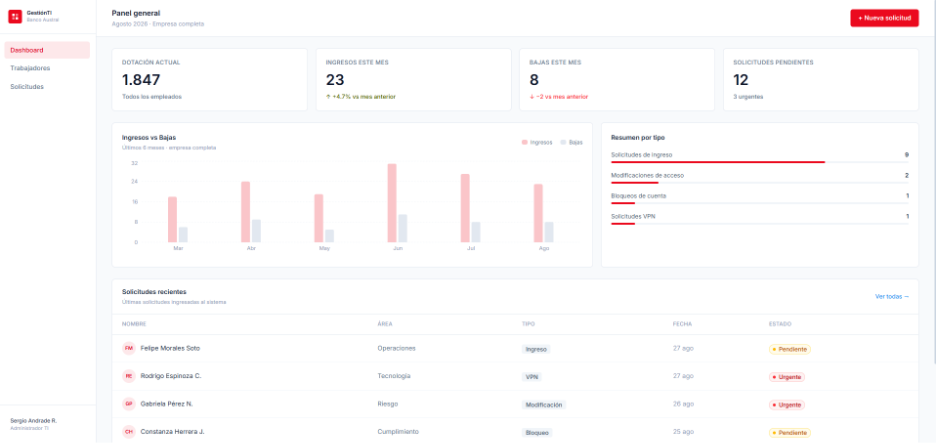 GestiónTI
Banco Austral
Dashboard
Trabajadores
Solicitudes
Sergio Andrade R.
Administrador TI
Panel general
Agosto 2026 · Empresa completa
+ Nueva solicitud
DOTACIÓN ACTUAL
1.847
Todos los empleados
INGRESOS ESTE MES
23
↑ +4.7% vs mes anterior
BAJAS ESTE MES
8
↓ −2 vs mes anterior
SOLICITUDES PENDIENTES
12
3 urgentes
Ingresos vs Bajas
Últimos 6 meses · empresa completa
Ingresos
Bajas
32
24
16
8
0
Mar
Abr
May
Jun
Jul
Ago
Resumen por tipo
Solicitudes de ingreso 9
Modificaciones de acceso 2
Bloqueos de cuenta 1
Solicitudes VPN 1
Solicitudes recientes
Últimas solicitudes ingresadas al sistema
Ver todas →
NOMBRE ÁREA TIPO FECHA ESTADO
FM Felipe Morales Soto Operaciones Ingreso 27 ago Pendiente
RE Rodrigo Espinoza C. Tecnología VPN 27 ago Urgente
GP Gabriela Pérez N. Riesgo Modificación 26 ago Urgente
CH Constanza Herrara J. Cumplimiento Bloqueo 25 ago Pendiente